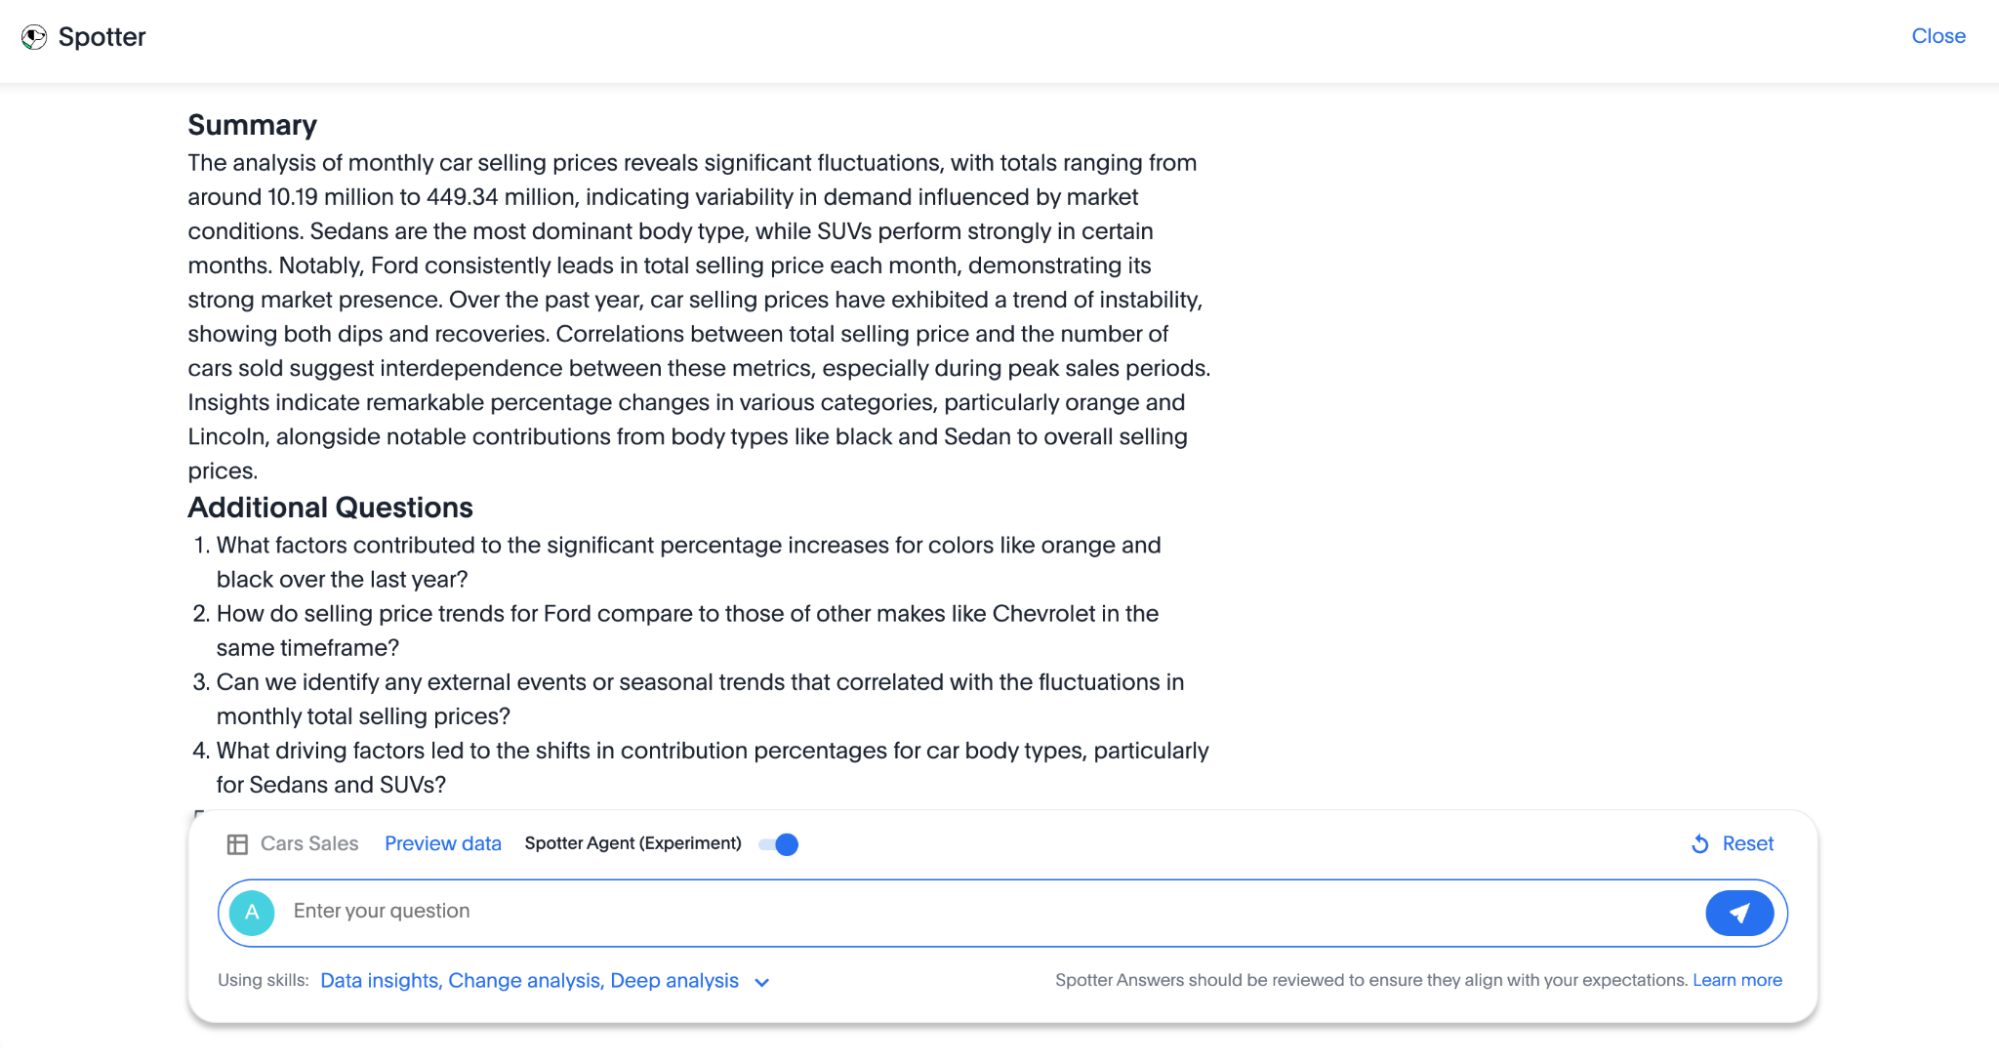 Spotter
Close
Summary
The analysis of monthly car selling prices reveals significant fluctuations, with totals ranging from
around 10.19 million to 449.34 million, indicating variability in demand influenced by market
conditions. Sedans are the most dominant body type, while SUVs perform strongly in certain
months. Notably, Ford consistently leads in total selling price each month, demonstrating its
strong market presence. Over the past year, car selling prices have exhibited a trend of instability,
showing both dips and recoveries. Correlations between total selling price and the number of
cars sold suggest interdependence between these metrics, especially during peak sales periods.
Insights indicate remarkable percentage changes in various categories, particularly orange and
Lincoln, alongside notable contributions from body types like black and Sedan to overall selling
prices.
Additional Questions
1. What factors contributed to the significant percentage increases for colors like orange and
black over the last year?
2. How do selling price trends for Ford compare to those of other makes like Chevrolet in the
same timeframe?
3. Can we identify any external events or seasonal trends that correlated with the fluctuations in
monthly total selling prices?
4. What driving factors led to the shifts in contribution percentages for car body types, particularly
for Sedans and SUVs?
Cars Sales Preview data Spotter Agent (Experiment) Reset
A Enter your question
Using skills: Data insights, Change analysis, Deep analysis
Spotter Answers should be reviewed to ensure they align with your expectations. Learn more